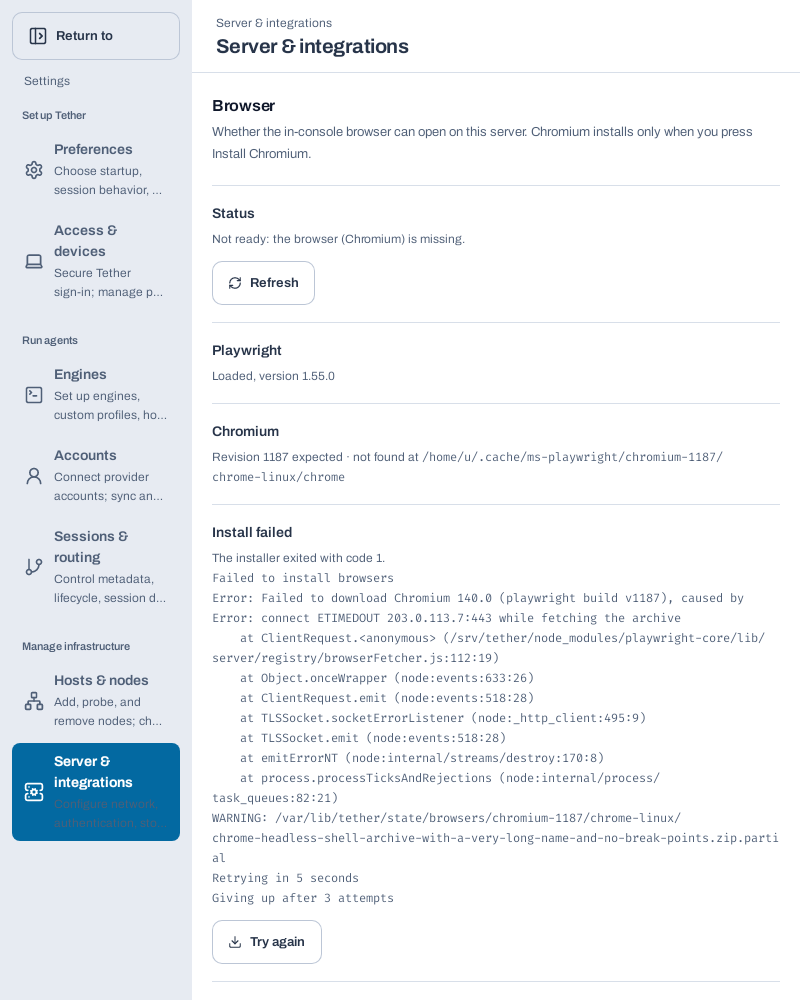 Return to
Settings
Set up Tether
Preferences
Choose startup,
session behavior, ...
Access &
devices
Secure Tether
sign-in; manage p...
Run agents
Engines
Set up engines,
custom profiles, ho...
Accounts
Connect provider
accounts; sync an...
Sessions &
routing
Control metadata,
lifecycle, session d...
Manage infrastructure
Hosts & nodes
Add, probe, and
remove nodes; ch...
Server &
integrations
Configure network,
authentication, sto...
Server & integrations
Server & integrations
Browser
Whether the in-console browser can open on this server. Chromium installs only when you press
Install Chromium.
Status
Not ready: the browser (Chromium) is missing.
Refresh
Playwright
Loaded, version 1.55.0
Chromium
Revision 1187 expected · not found at /home/u/.cache/ms-playwright/chromium-1187/
chrome-linux/chrome
Install failed
The installer exited with code 1.
Failed to install browsers
Error: Failed to download Chromium 140.0 (playwright build v1187), caused by
Error: connect ETIMEDOUT 203.0.113.7:443 while fetching the archive
    at ClientRequest.<anonymous> (/srv/tether/node_modules/playwright-core/lib/
server/registry/browserFetcher.js:112:19)
    at Object.onceWrapper (node:events:633:26)
    at ClientRequest.emit (node:events:518:28)
    at TLSSocket.socketErrorListener (node:_http_client:495:9)
    at TLSSocket.emit (node:events:518:28)
    at emitErrorNT (node:internal/streams/destroy:170:8)
    at process.processTicksAndRejections (node:internal/process/
task_queues:82:21)
WARNING: /var/lib/tether/state/browsers/chromium-1187/chrome-linux/
chrome-headless-shell-archive-with-a-very-long-name-and-no-break-points.zip.parti
al
Retrying in 5 seconds
Giving up after 3 attempts
Try again